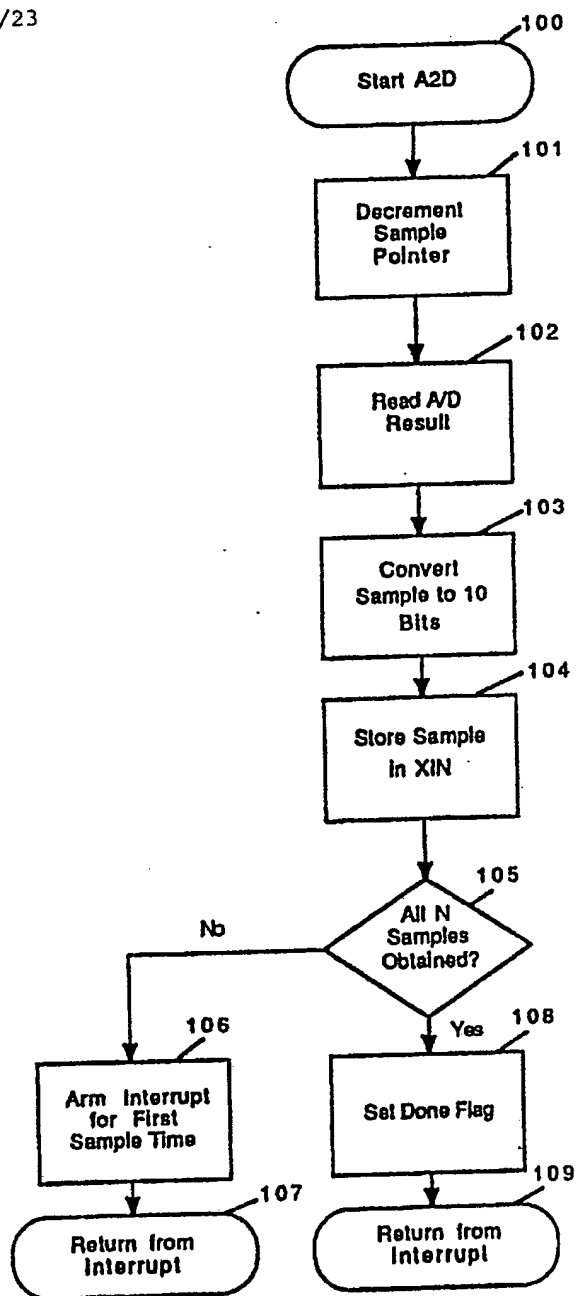 /23
100
Start A2D
101
Decrement
Sample
Pointer
102
Read A/D
Result
103
Convert
Sample to 10
Bits
104
Store Sample
in XIN
105
All N
Samples
Obtained?
No
Yes
106
Arm Interrupt
for First
Sample Time
108
Set Done Flag
107
Return from
Interrupt
109
Return from
Interrupt